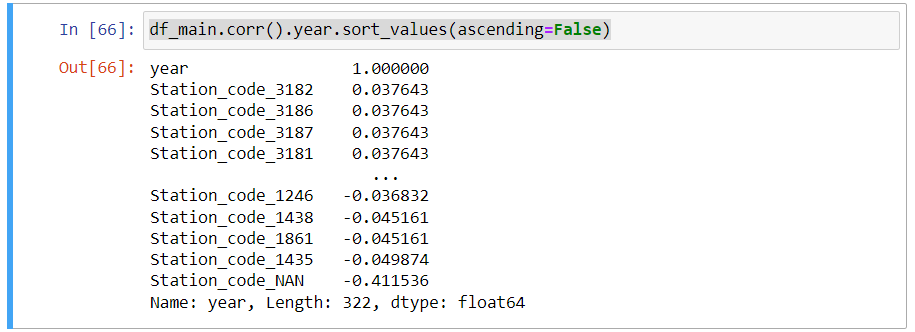 In [66]: df_main.corr().year.sort_values(ascending=False)
Out[66]: year 1.000000
Station_code_3182 0.037643
Station_code_3186 0.037643
Station_code_3187 0.037643
Station_code_3181 0.037643
...
Station_code_1246 -0.036832
Station_code_1438 -0.045161
Station_code_1861 -0.045161
Station_code_1435 -0.049874
Station_code_NAN -0.411536
Name: year, Length: 322, dtype: float64